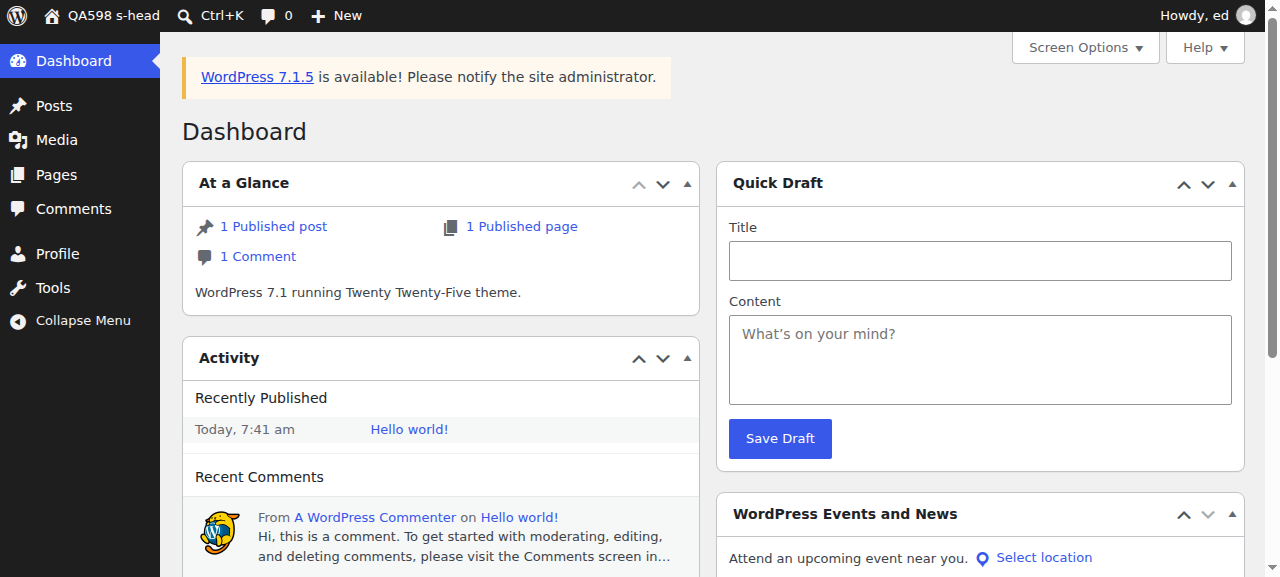 QA598 s-head
Ctrl+K
0
New
Howdy, ed
Dashboard
Posts
Media
Pages
Comments
Profile
Tools
Collapse Menu
Screen Options
Help
WordPress 7.1.5 is available! Please notify the site administrator.
Dashboard
At a Glance
1 Published post
1 Published page
1 Comment
WordPress 7.1 running Twenty Twenty-Five theme.
Activity
Recently Published
Today, 7:41 am
Hello world!
Recent Comments
From A WordPress Commenter on Hello world!
Hi, this is a comment. To get started with moderating, editing,
and deleting comments, please visit the Comments screen in…
Quick Draft
Title
Content
What’s on your mind?
Save Draft
WordPress Events and News
Attend an upcoming event near you.
Select location